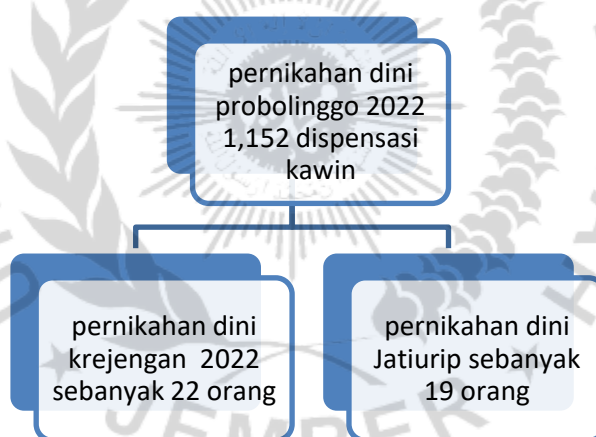 pernikahan dini
probolinggo 2022
1,152 dispensasi
kawin
pernikahan dini
krejengan 2022
sebanyak 22 orang
pernikahan dini
Jatiurip sebanyak
19 orang
JEMBER